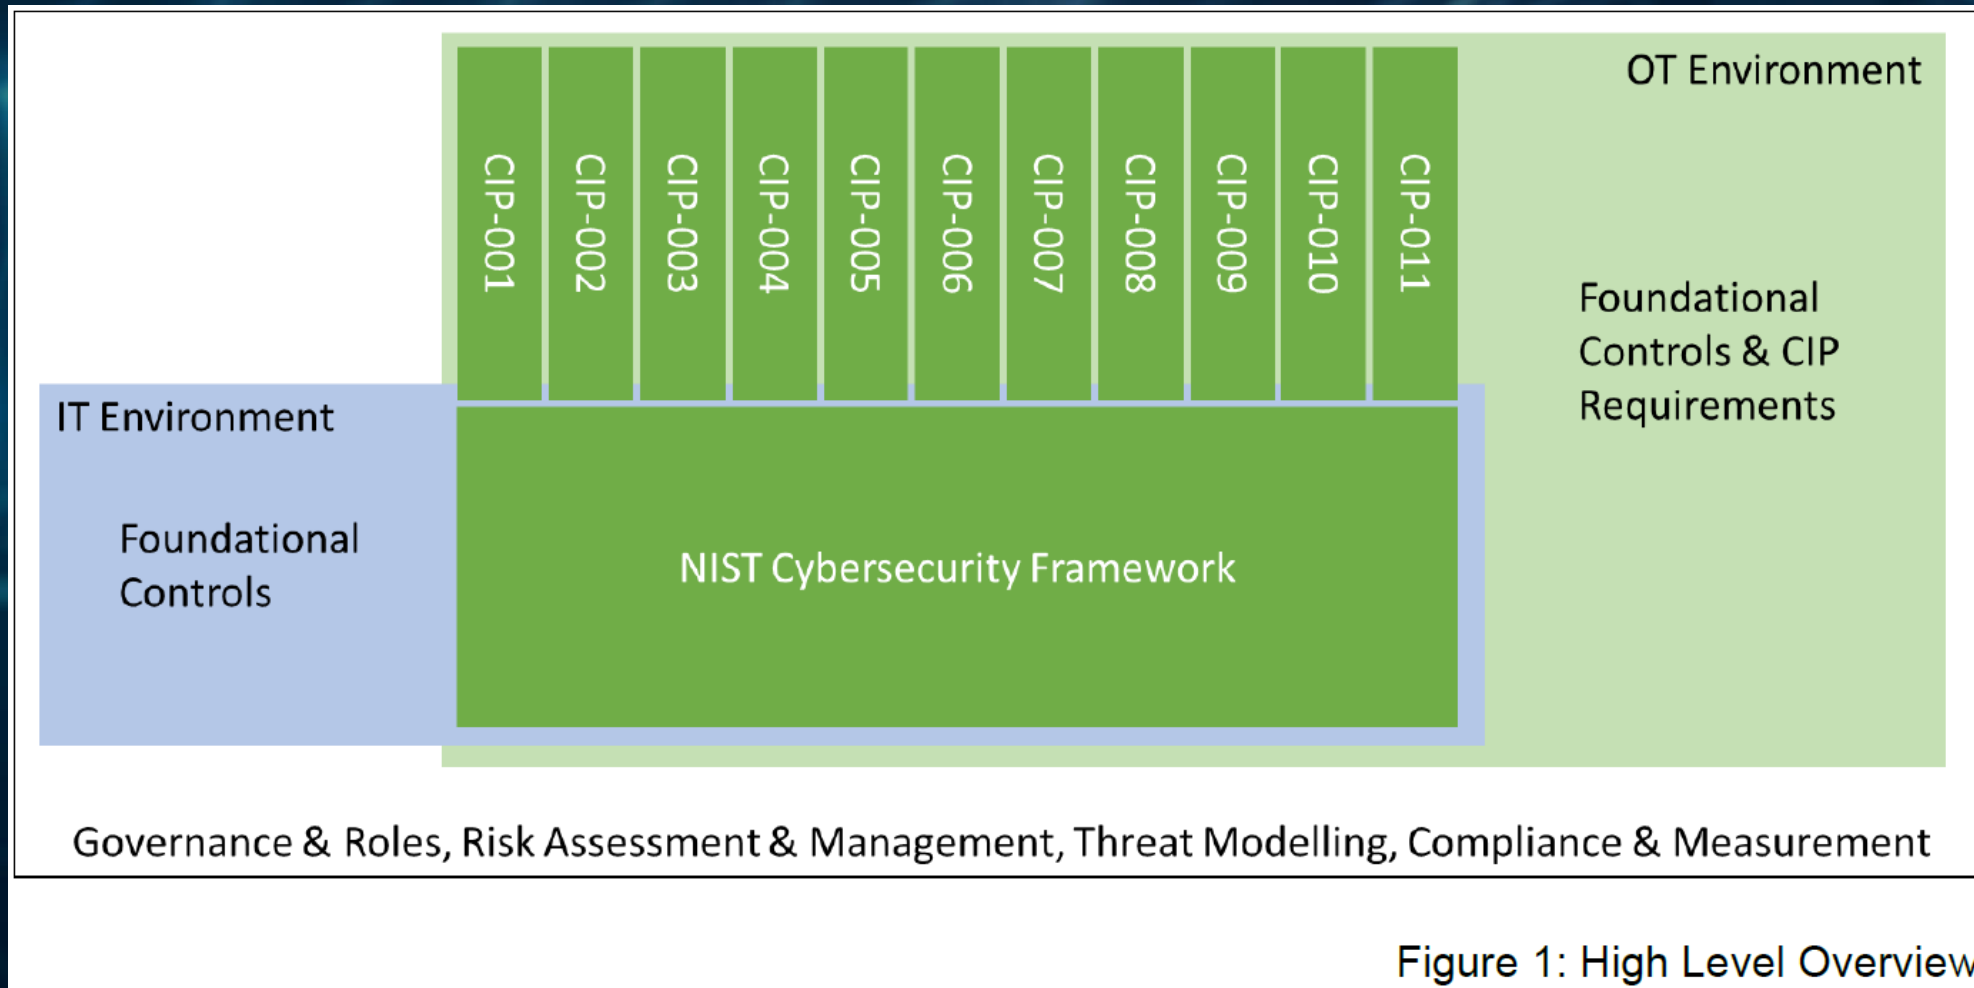 OT Environment
CIP-001
CIP-002
CIP-003
CIP-004
CIP-005
CIP-006
CIP-007
CIP-008
CIP-009
CIP-010
CIP-011
Foundational
Controls & CIP
Requirements
IT Environment
Foundational
Controls
NIST Cybersecurity Framework
Governance & Roles, Risk Assessment & Management, Threat Modelling, Compliance & Measurement
Figure 1: High Level Overview